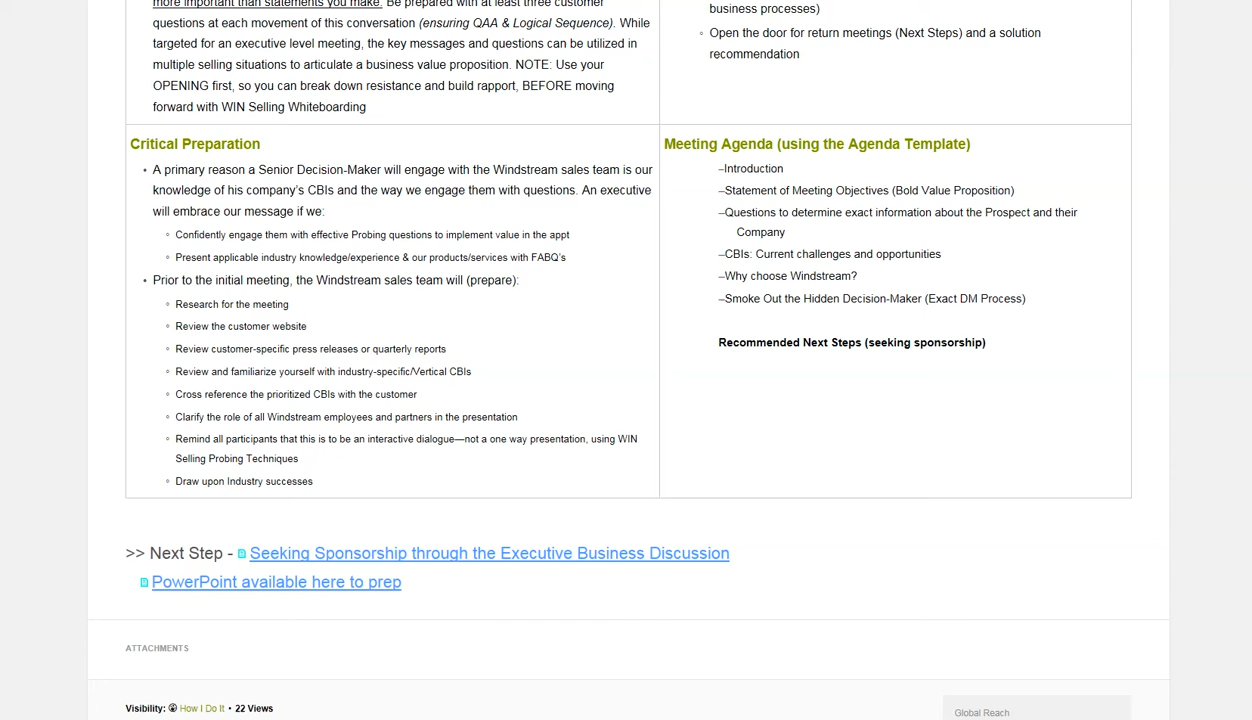 more important than statements you make. Be prepared with at least three customer
questions at each movement of this conversation (ensuring QAA & Logical Sequence). While
targeted for an executive level meeting, the key messages and questions can be utilized in
multiple selling situations to articulate a business value proposition. NOTE: Use your
OPENING first, so you can break down resistance and build rapport, BEFORE moving
forward with WIN Selling Whiteboarding
business processes)
◦ Open the door for return meetings (Next Steps) and a solution
recommendation
Critical Preparation
• A primary reason a Senior Decision-Maker will engage with the Windstream sales team is our
knowledge of his company's CBIs and the way we engage them with questions. An executive
will embrace our message if we:
◦ Confidently engage them with effective Probing questions to implement value in the appt
◦ Present applicable industry knowledge/experience & our products/services with FABQ's
• Prior to the initial meeting, the Windstream sales team will (prepare):
◦ Research for the meeting
◦ Review the customer website
◦ Review customer-specific press releases or quarterly reports
◦ Review and familiarize yourself with industry-specific/Vertical CBIs
◦ Cross reference the prioritized CBIs with the customer
◦ Clarify the role of all Windstream employees and partners in the presentation
◦ Remind all participants that this is to be an interactive dialogue—not a one way presentation, using WIN
Selling Probing Techniques
◦ Draw upon Industry successes
Meeting Agenda (using the Agenda Template)
–Introduction
–Statement of Meeting Objectives (Bold Value Proposition)
–Questions to determine exact information about the Prospect and their
Company
–CBIs: Current challenges and opportunities
–Why choose Windstream?
–Smoke Out the Hidden Decision-Maker (Exact DM Process)
Recommended Next Steps (seeking sponsorship)
>> Next Step - Seeking Sponsorship through the Executive Business Discussion
PowerPoint available here to prep
ATTACHMENTS
Visibility: How I Do It • 22 Views
Global Reach